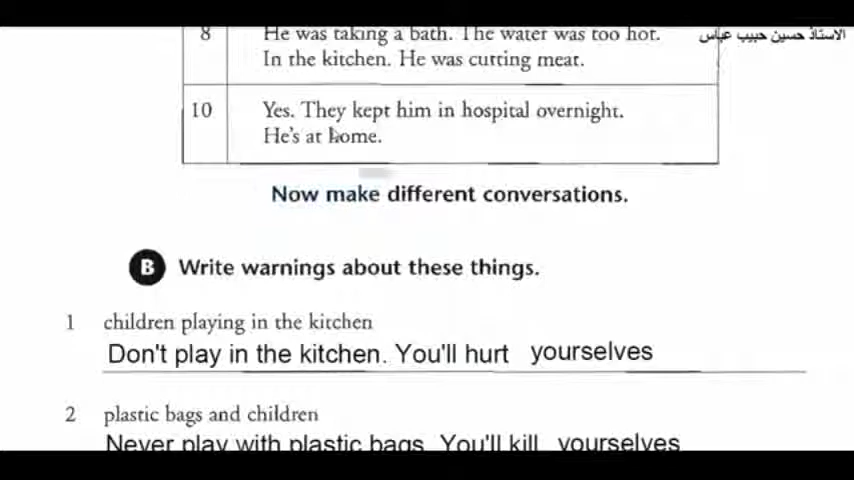 8 He was taking a bath. The water was too hot.
الاستاذ حسين حبيب عباس
In the kitchen. He was cutting meat.
10 Yes. They kept him in hospital overnight.
He's at home.
Now make different conversations.
B Write warnings about these things.
1 children playing in the kitchen
Don't play in the kitchen. You'll hurt yourselves
2 plastic bags and children
Never play with plastic bags. You'll kill yourselves